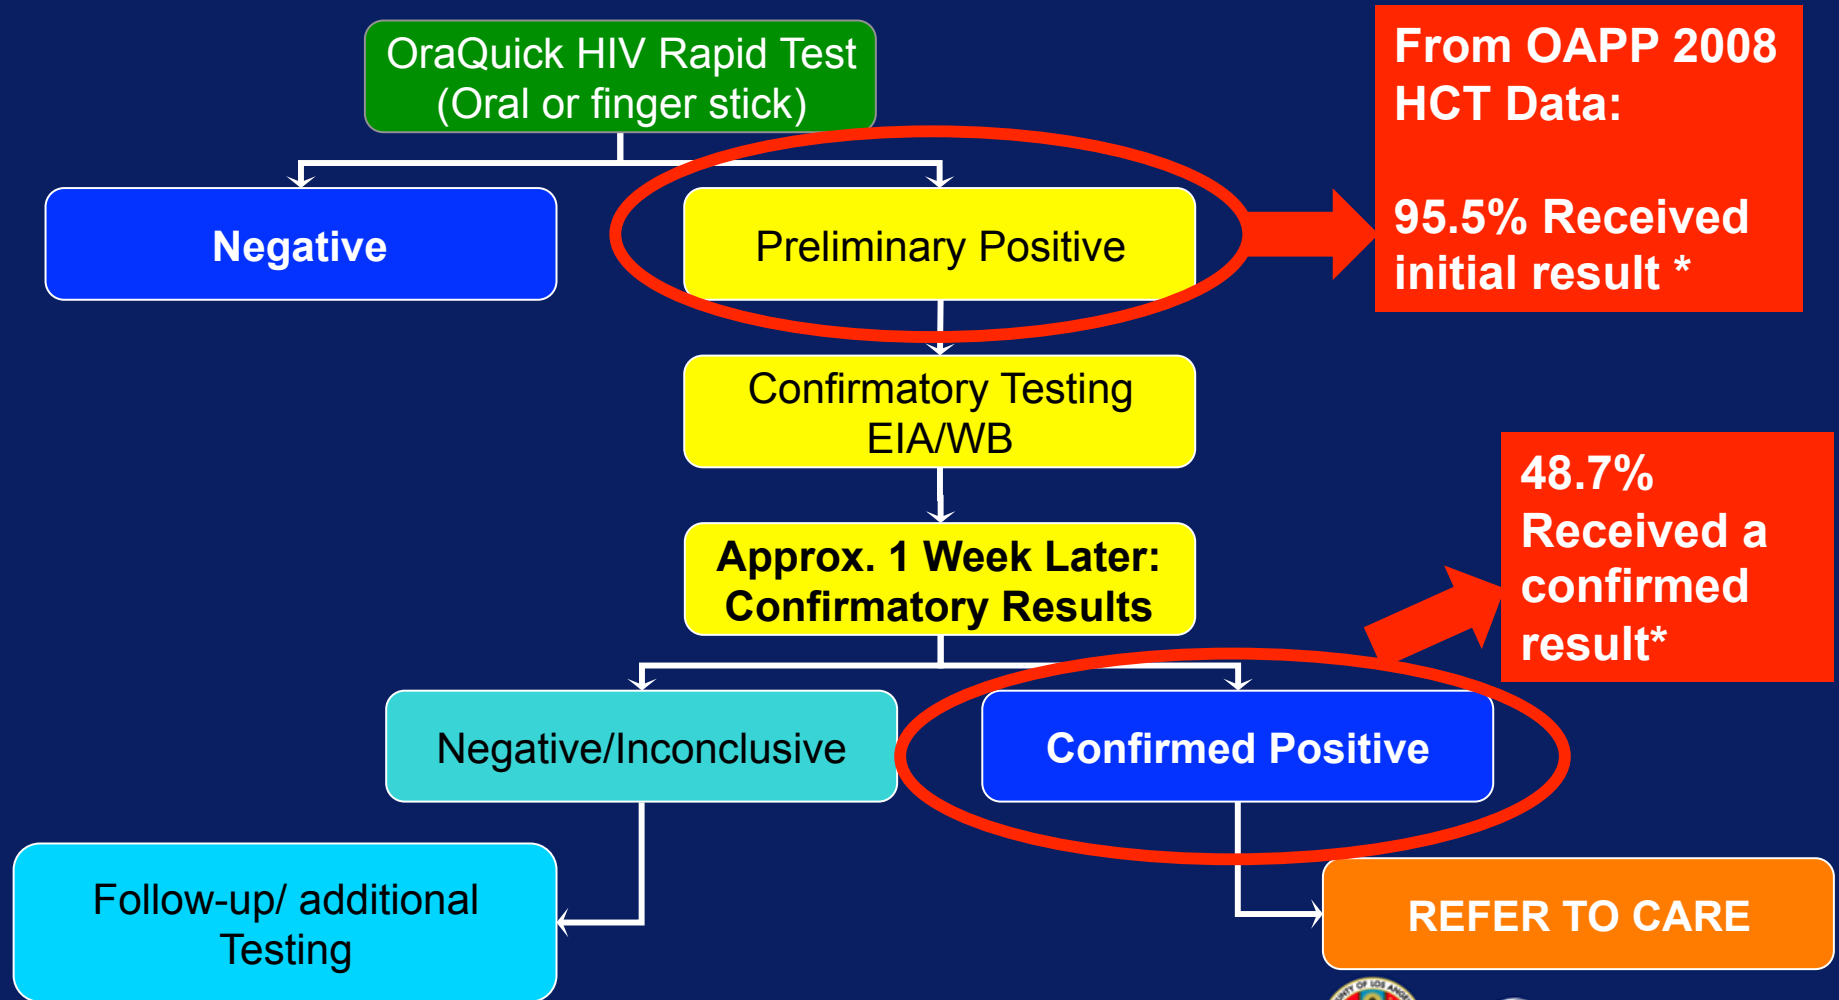 OraQuick HIV Rapid Test
(Oral or finger stick)
From OAPP 2008
HCT Data:
95.5% Received
initial result *
Negative
Preliminary Positive
Confirmatory Testing
EIA/WB
Approx. 1 Week Later:
Confirmatory Results
48.7%
Received a
confirmed
result*
Negative/Inconclusive
Confirmed Positive
Follow-up/ additional
Testing
REFER TO CARE